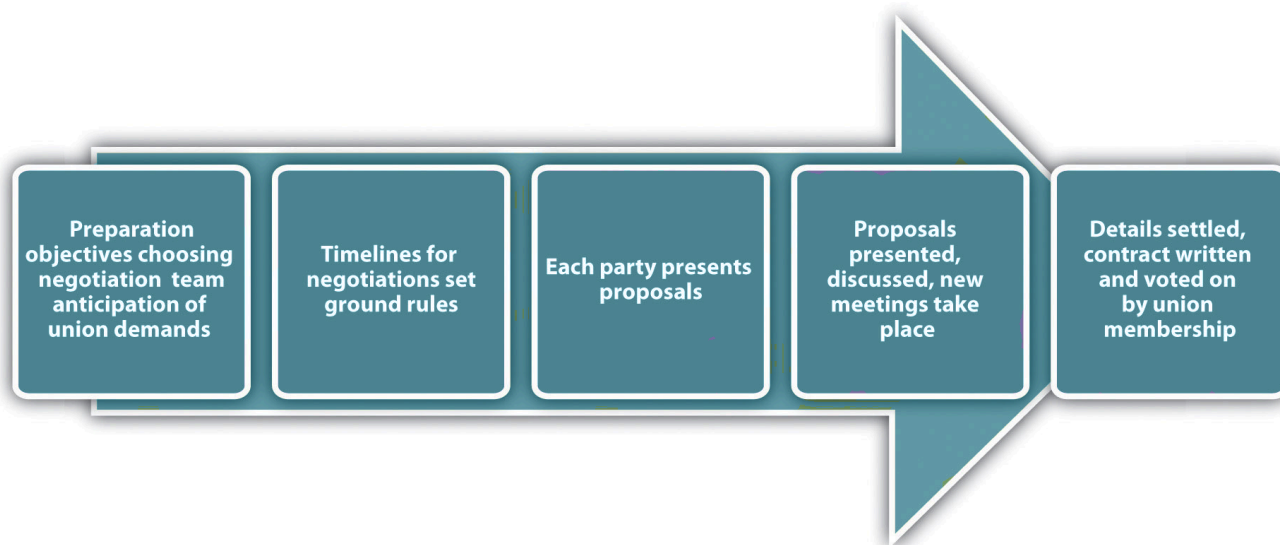 Preparation
objectives choosing
negotiation team
anticipation of
union demands
Timelines for
negotiations set
ground rules
Each party presents
proposals
Proposals
presented,
discussed, new
meetings take
place
Details settled,
contract written
and voted on
by union
membership